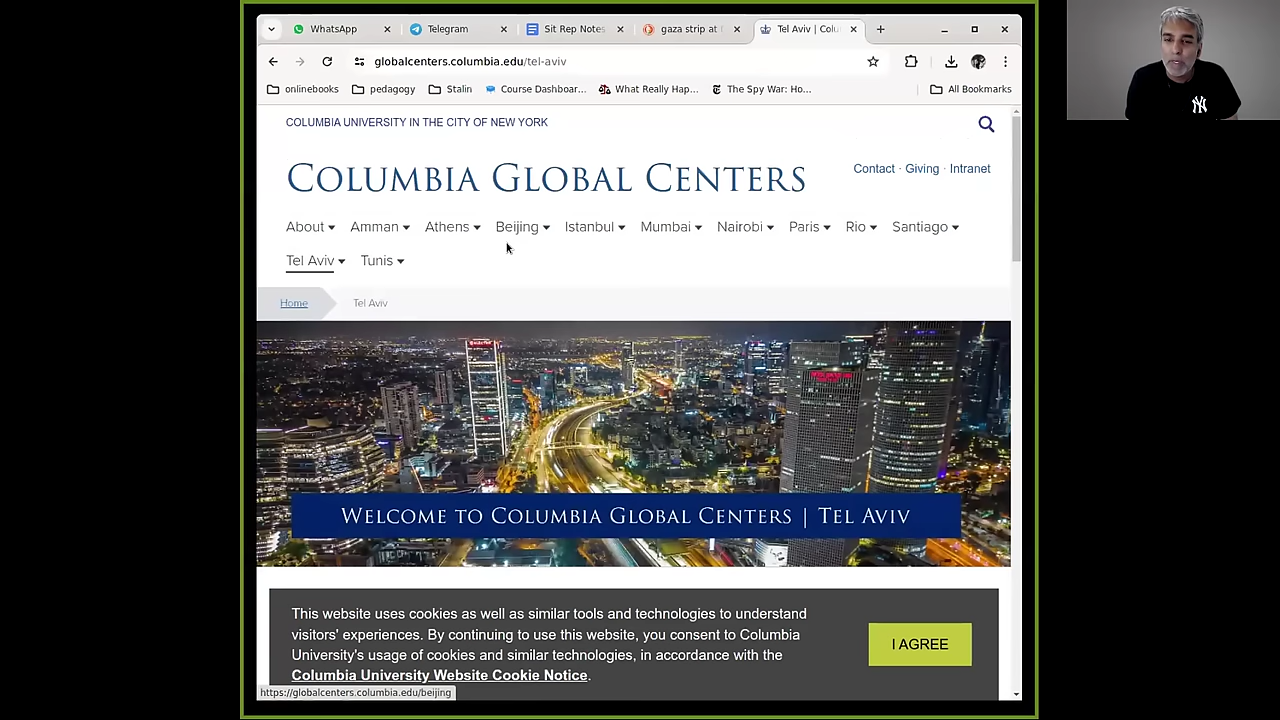 WhatsApp
Telegram
Sit Rep Notes
gaza strip at
Tel Aviv | Colu
globalcenters.columbia.edu/tel-aviv
onlinebooks
pedagogy
Stalin
Course Dashboar...
What Really Hap...
The Spy War: Ho...
All Bookmarks
COLUMBIA UNIVERSITY IN THE CITY OF NEW YORK
COLUMBIA GLOBAL CENTERS
Contact · Giving · Intranet
About Amman Athens Beijing Istanbul Mumbai Nairobi Paris Rio Santiago
Tel Aviv Tunis
Home
Tel Aviv
WELCOME TO COLUMBIA GLOBAL CENTERS | TEL AVIV
This website uses cookies as well as similar tools and technologies to understand
visitors' experiences. By continuing to use this website, you consent to Columbia
University's usage of cookies and similar technologies, in accordance with the
Columbia University Website Cookie Notice.
I AGREE
https://globalcenters.columbia.edu/beijing
NY